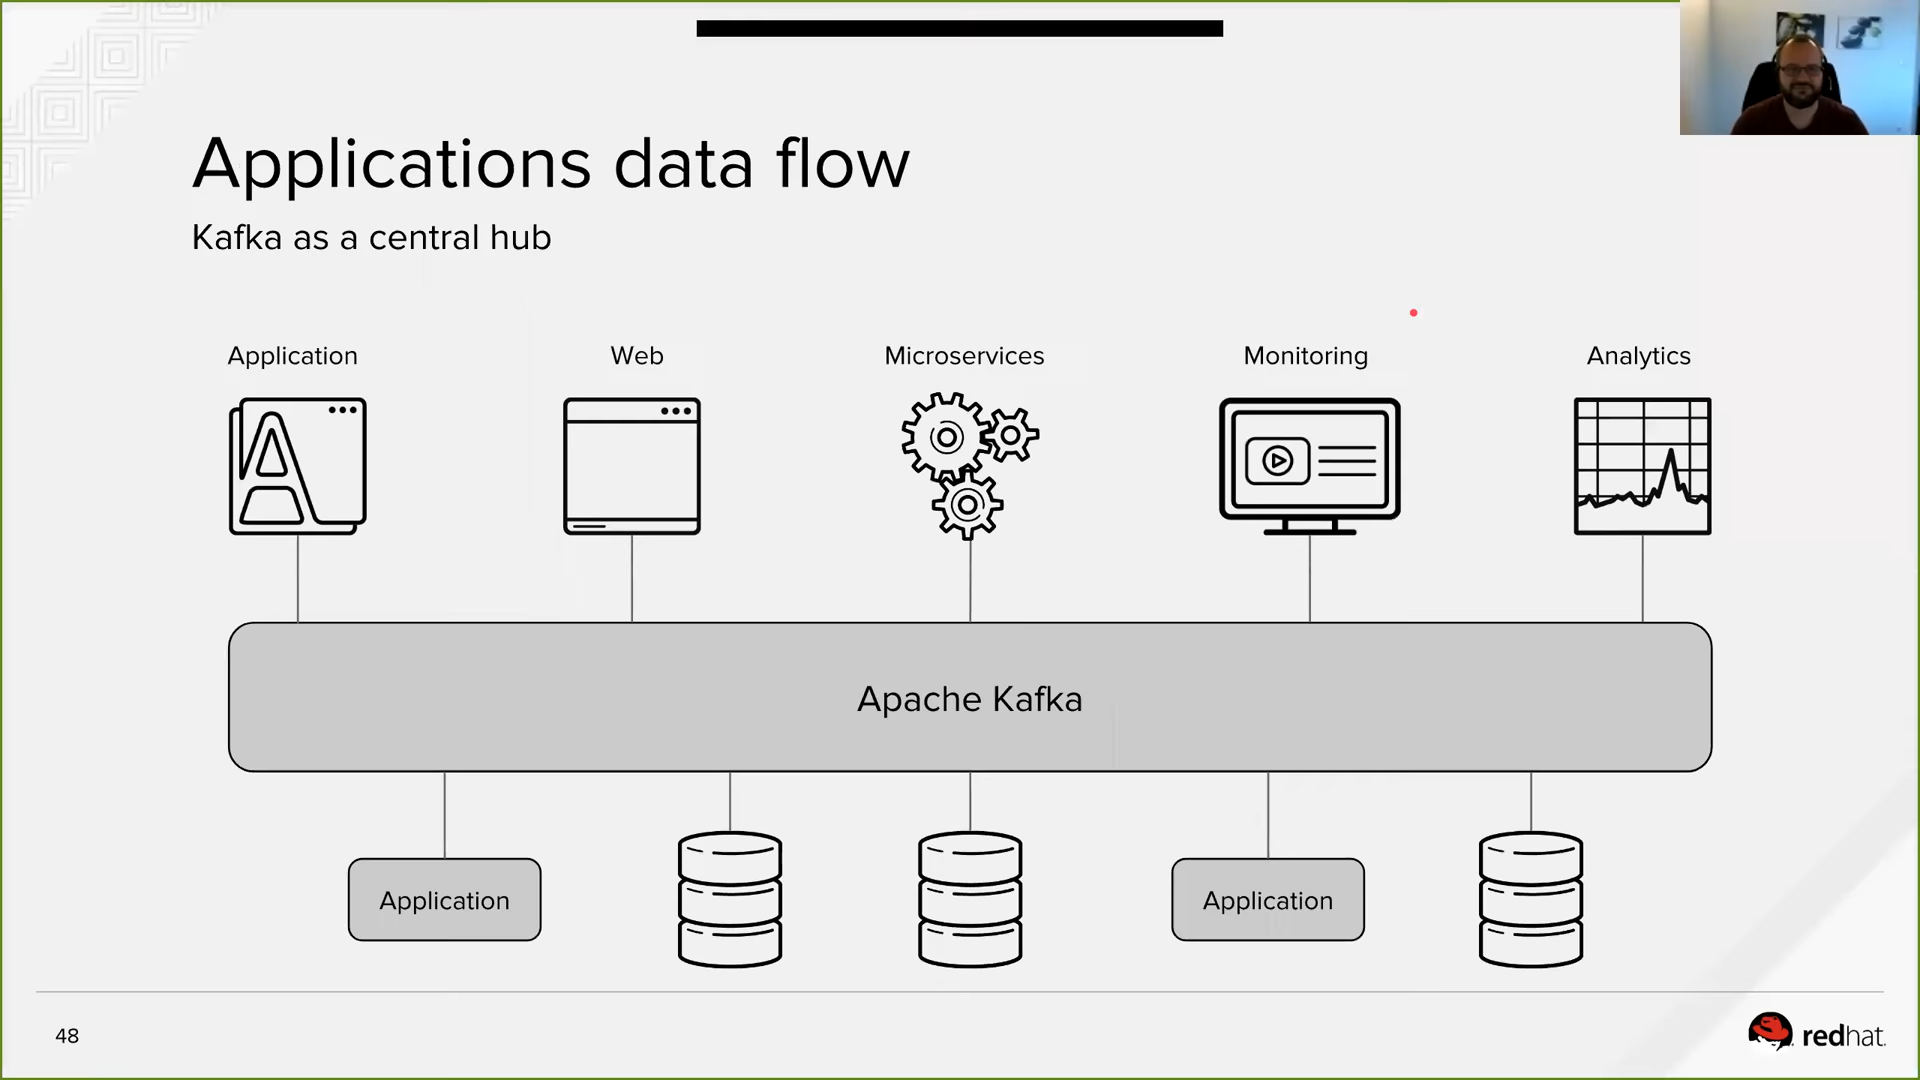 Applications data flow
Kafka as a central hub
Application
Web
Microservices
Monitoring
Analytics
Apache Kafka
Application
Application
48
redhat.